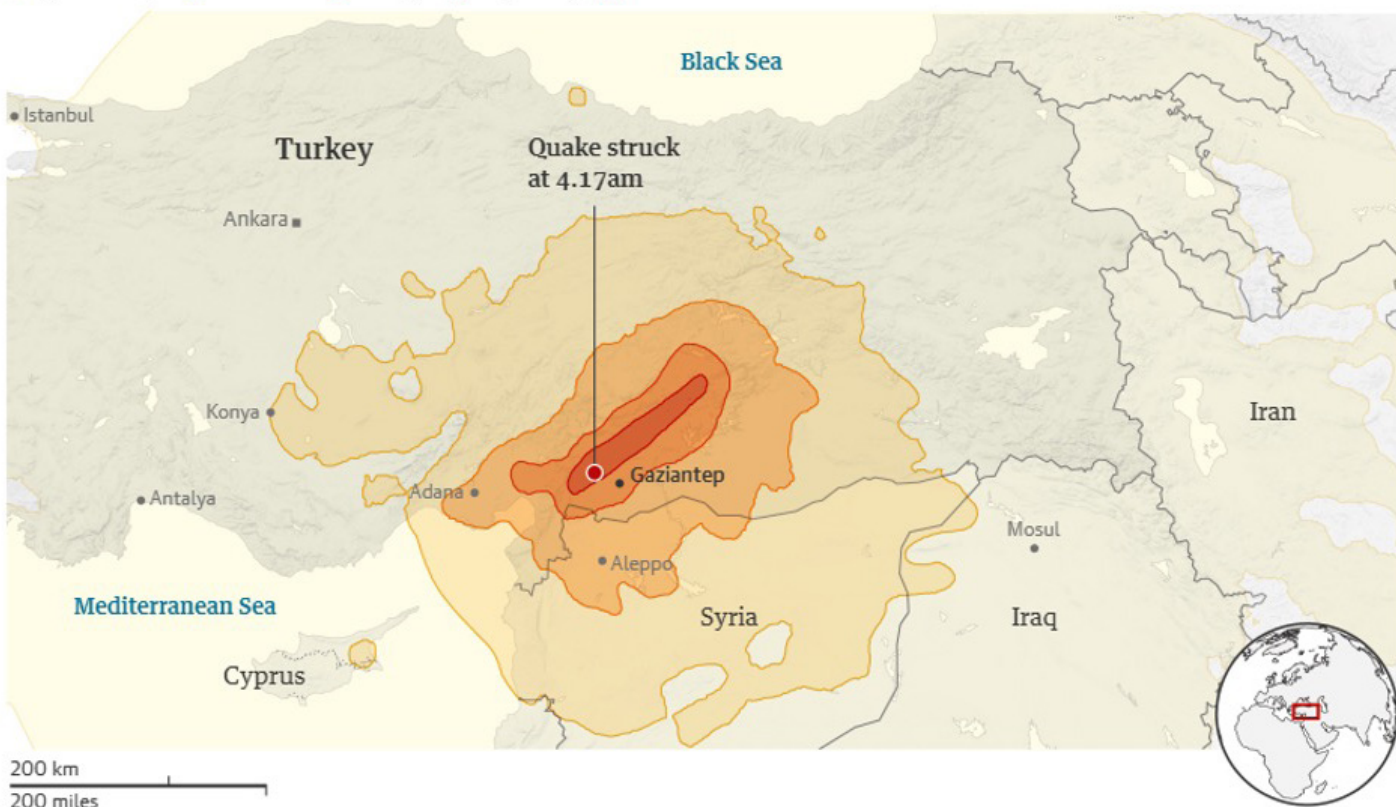 Black Sea
Istanbul
Turkey
Quake struck
at 4.17am
Ankara
Konya
Iran
Gaziantep
Adana
Antalya
Mosul
Aleppo
Mediterranean Sea
Syria
Iraq
Cyprus
200 km
200 miles